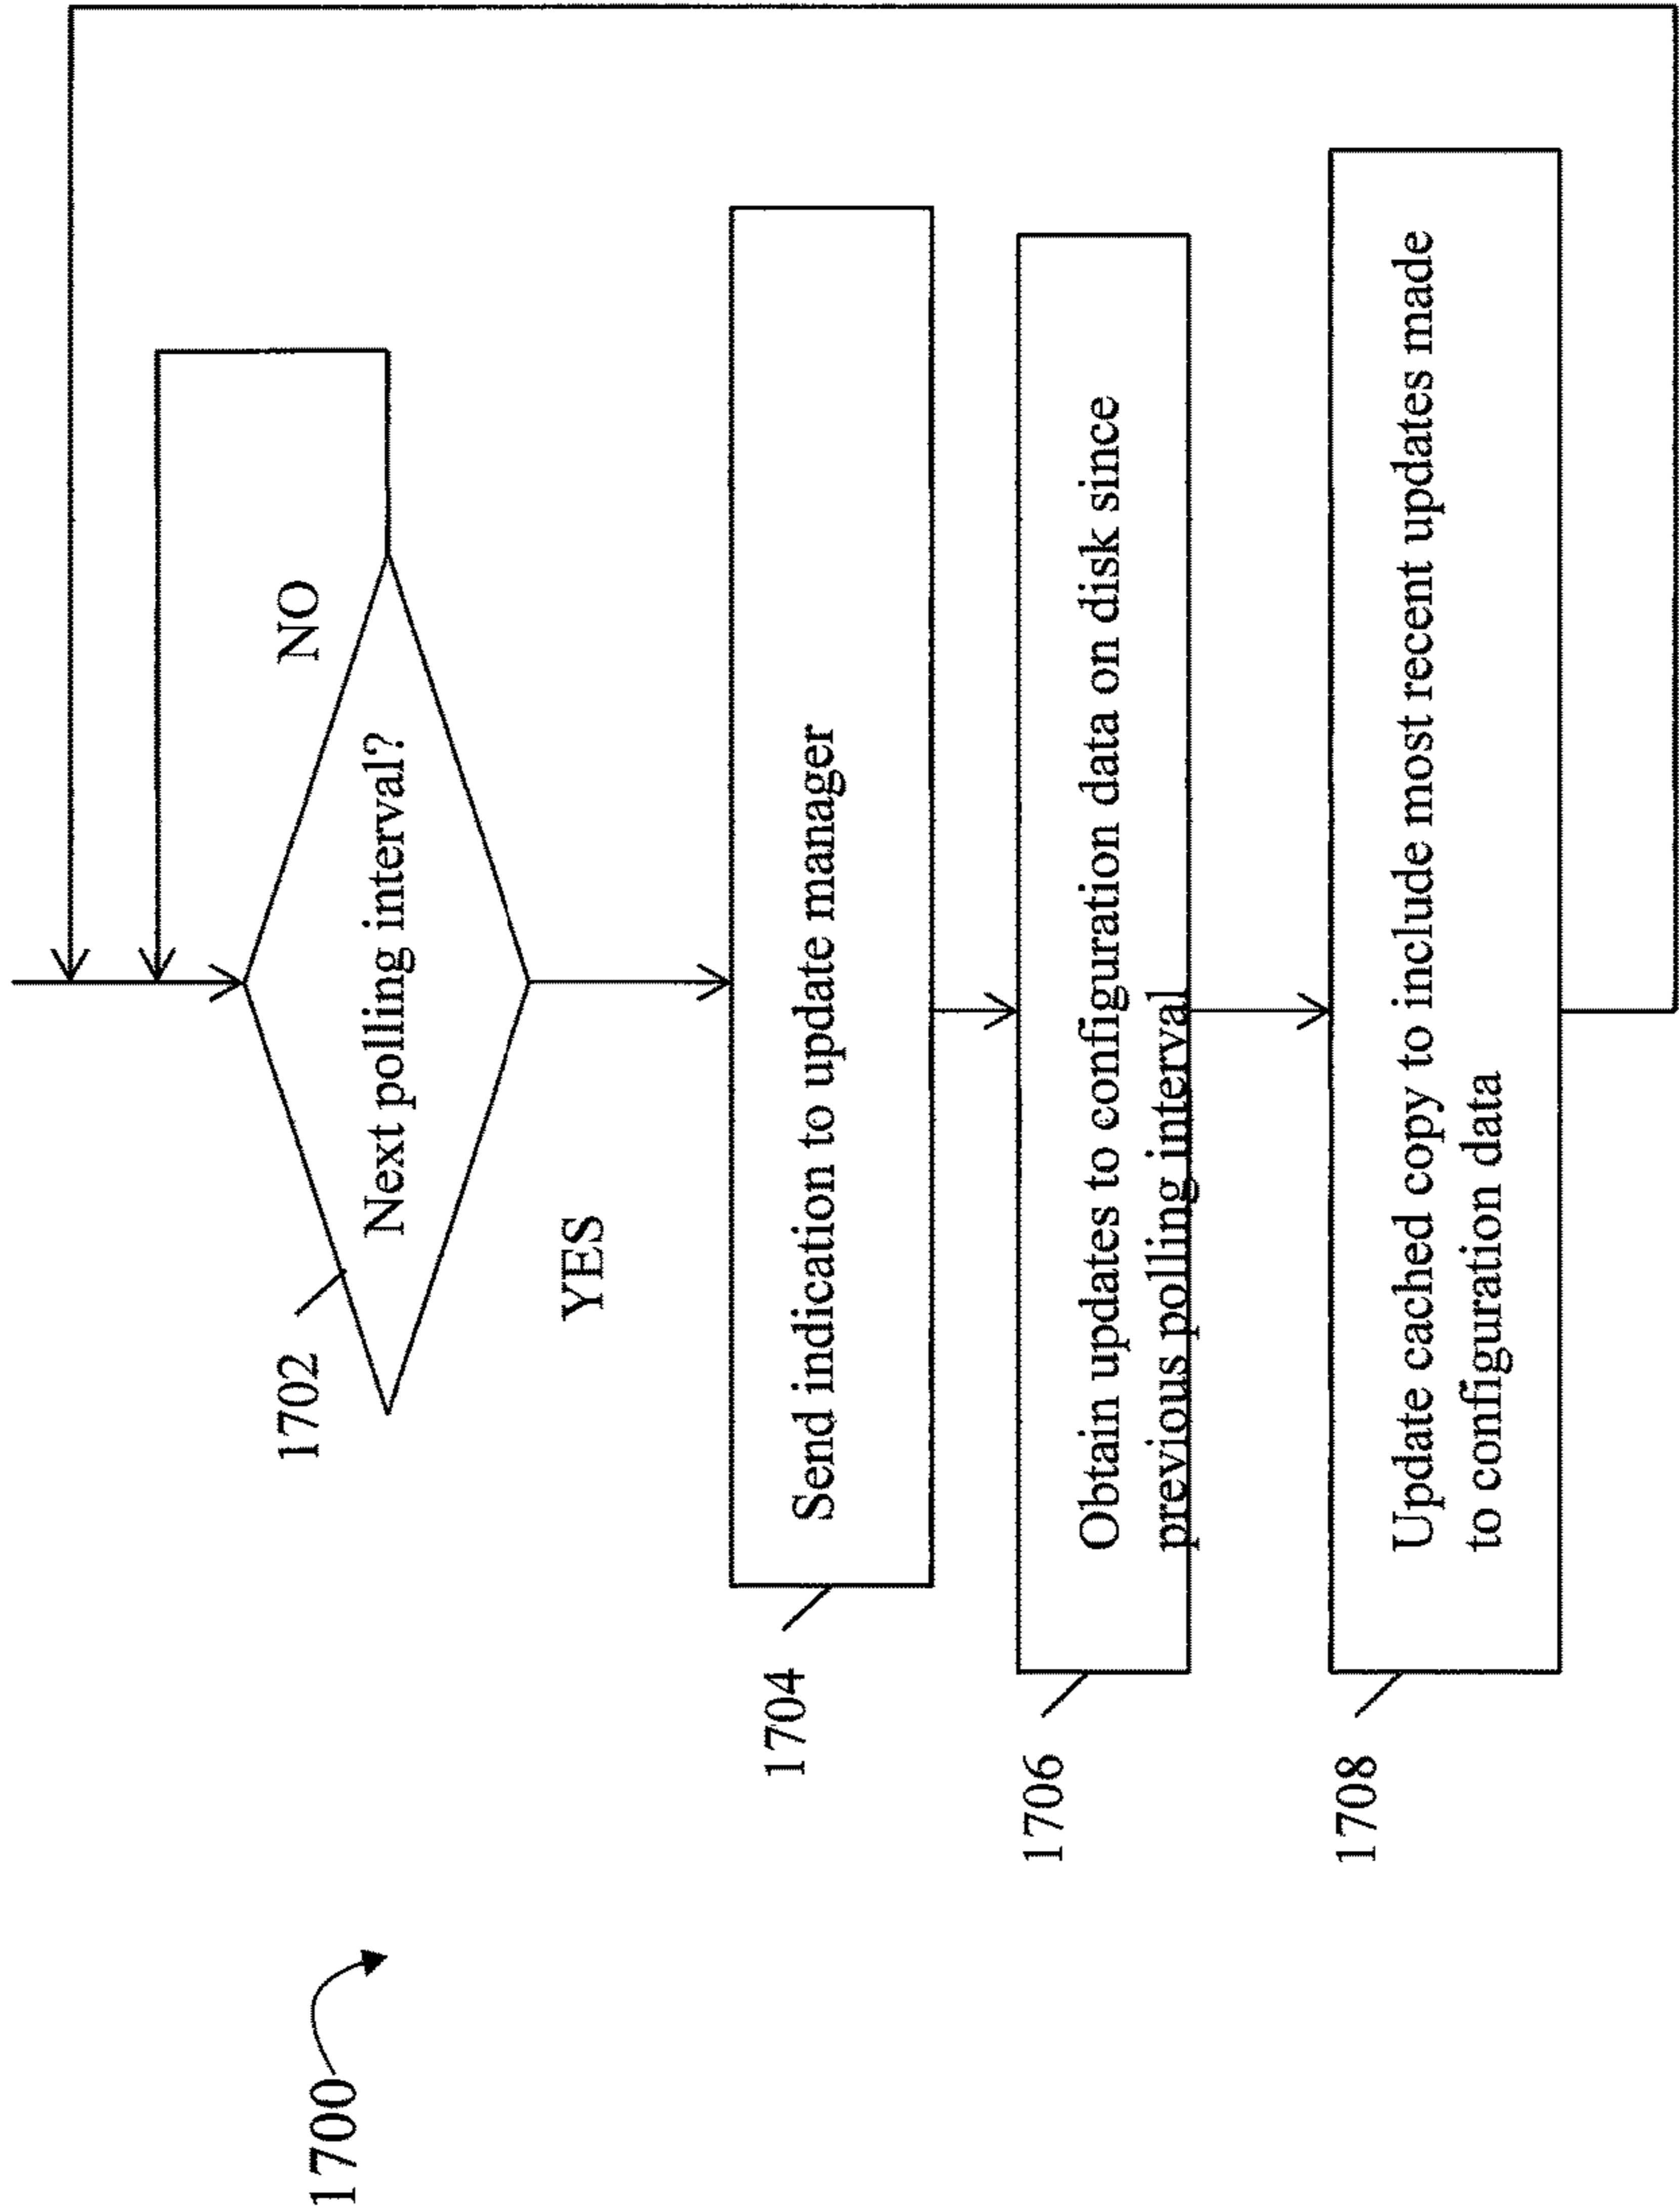 1700
1702
Next polling interval?
NO
YES
1704
Send indication to update manager
1706
Obtain updates to configuration data on disk since
previous polling interval
1708
Update cached copy to include most recent updates made
to configuration data